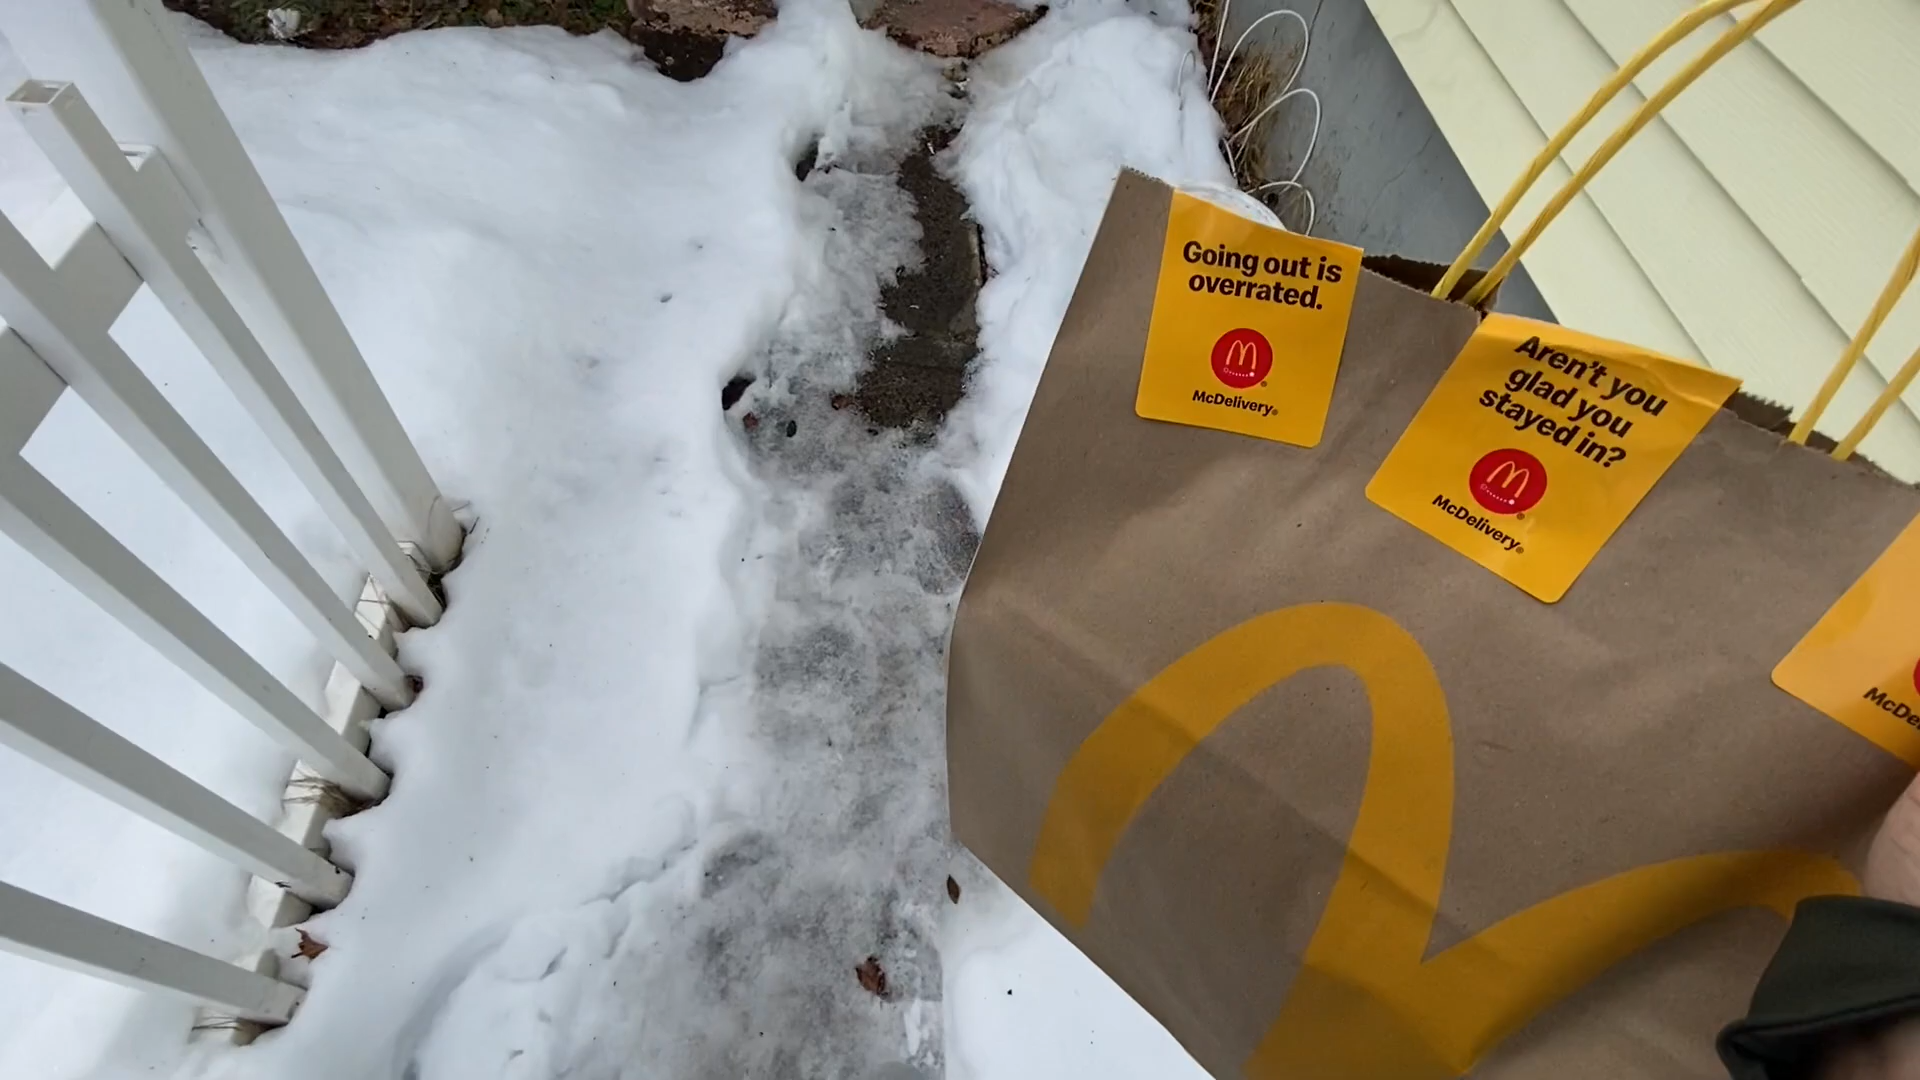 Going out is
overrated.
McDelivery®
Aren't you
glad you
stayed in?
McDelivery®
McDe